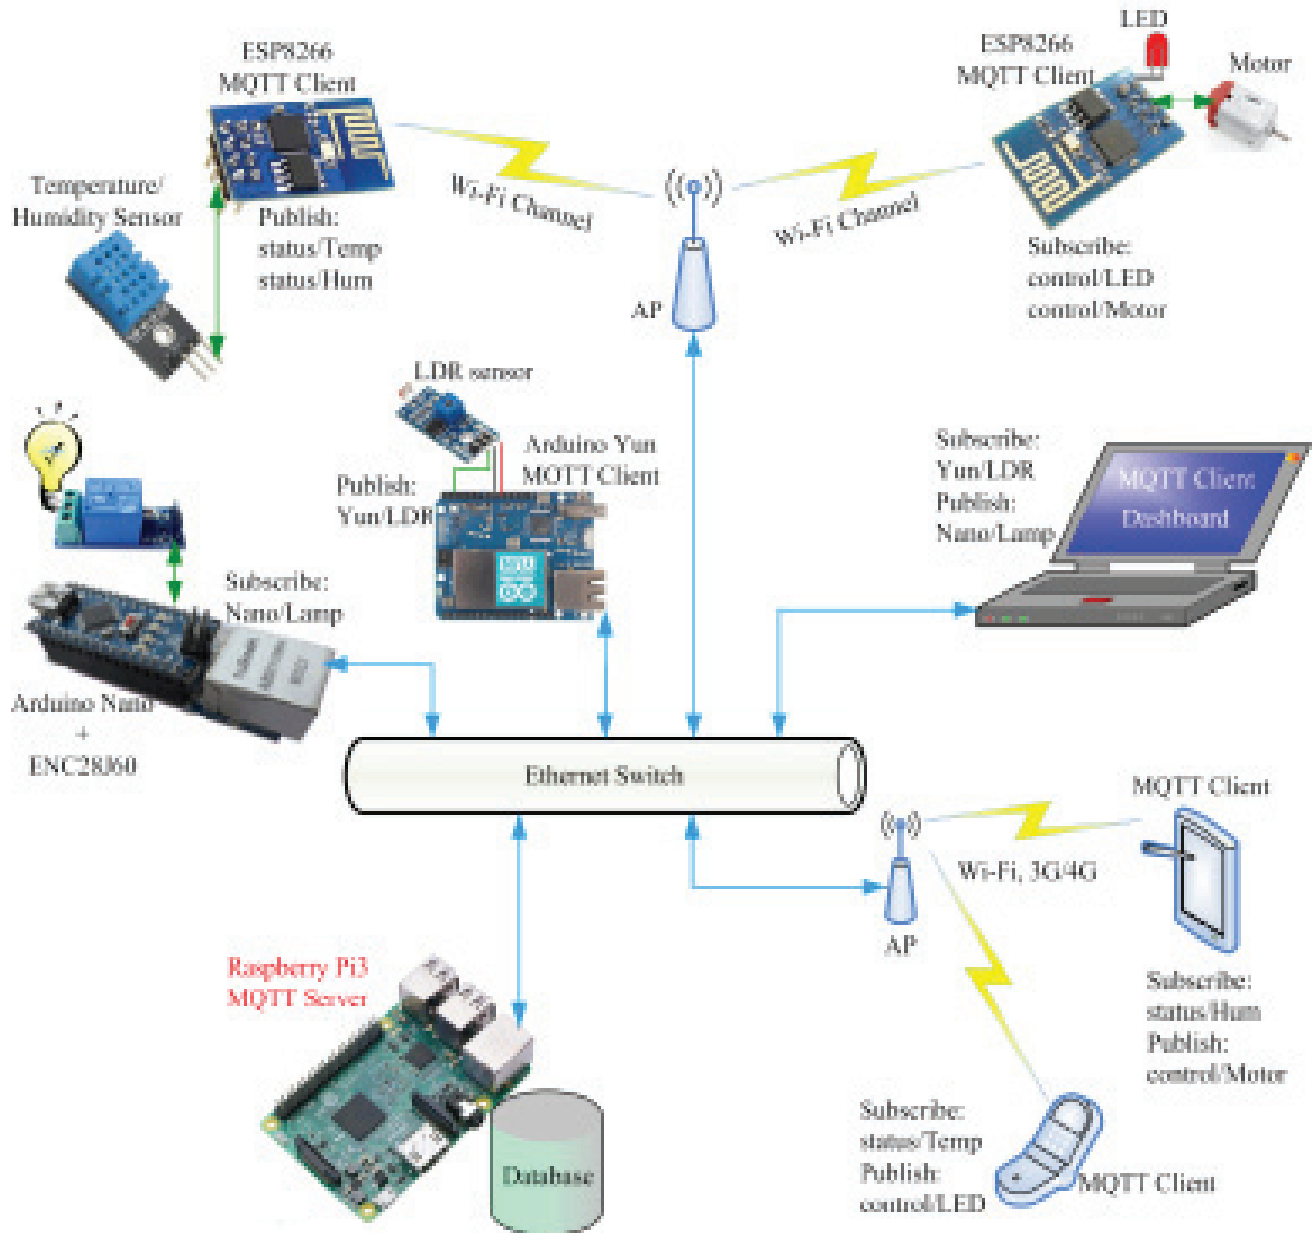 ESP8266
MQTT Client
LED
ESP8266
MQTT Client
Motor
Temperature/
Humidity Sensor
Publish:
status/Temp
status/Hum
Wi-Fi Channel
Wi-Fi Channel
AP
Subscribe:
control/LED
control/Motor
LDR sensor
Arduino Yun
MQTT Client
Publish:
Yun/LDR
Subscribe:
Yun/LDR
Publish:
Nano/Lamp
MQTT Client
Dashboard
Subscribe:
Nano/Lamp
Arduino Nano
+
ENC28J60
Ethernet Switch
MQTT Client
Wi-Fi, 3G/4G
AP
Raspberry Pi3
MQTT Server
Subscribe:
status/Hum
Publish:
control/Motor
Subscribe:
status/Temp
Publish:
control/LED
MQTT Client
Database